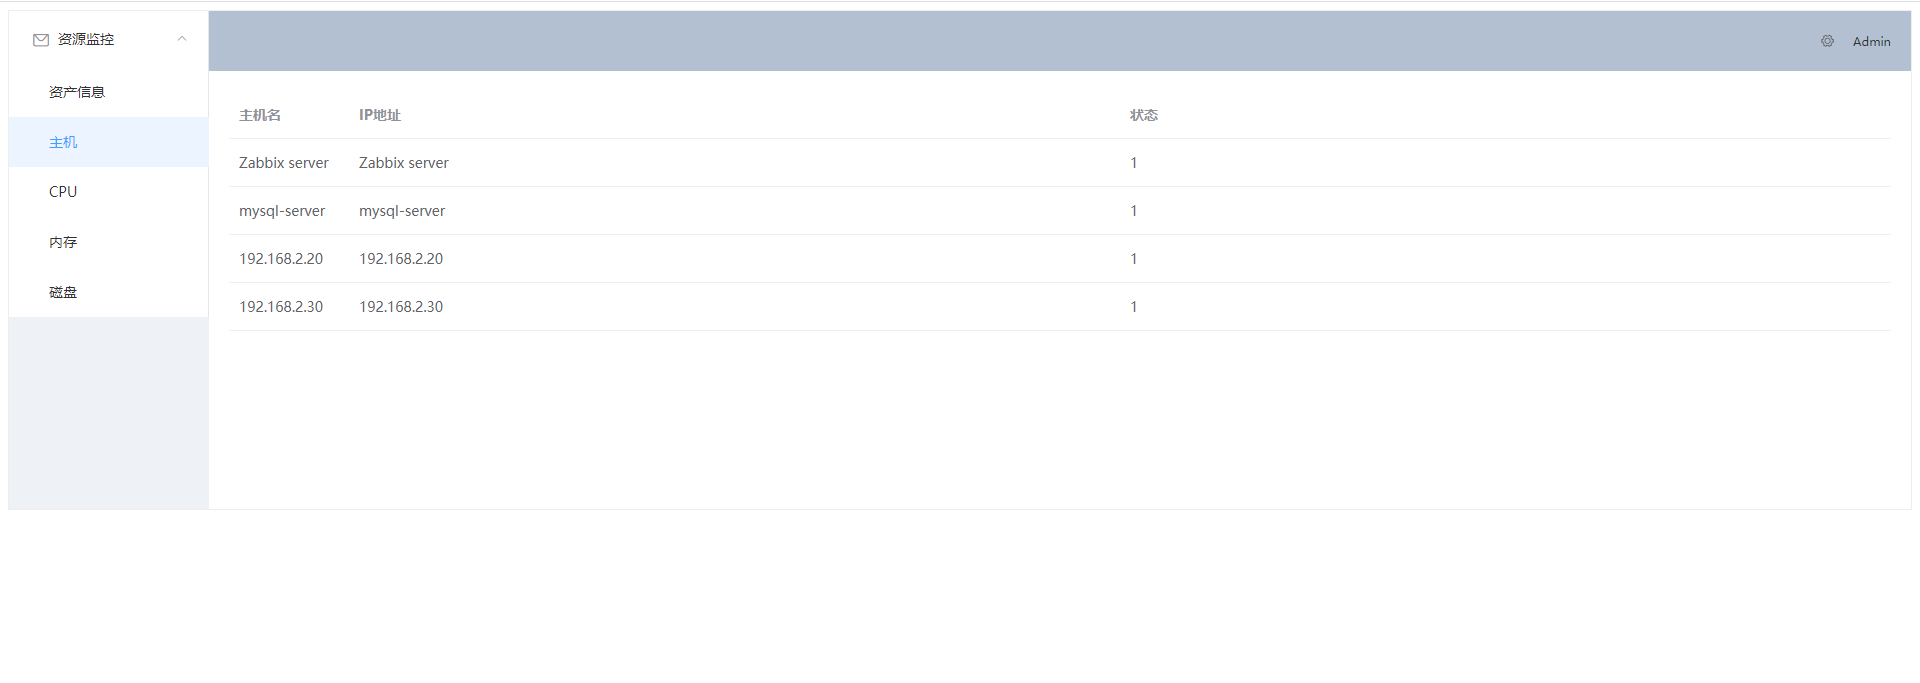 资源监控
资产信息
主机
CPU
内存
磁盘
Admin
主机名 IP地址 状态
Zabbix server Zabbix server 1
mysql-server mysql-server 1
192.168.2.20 192.168.2.20 1
192.168.2.30 192.168.2.30 1